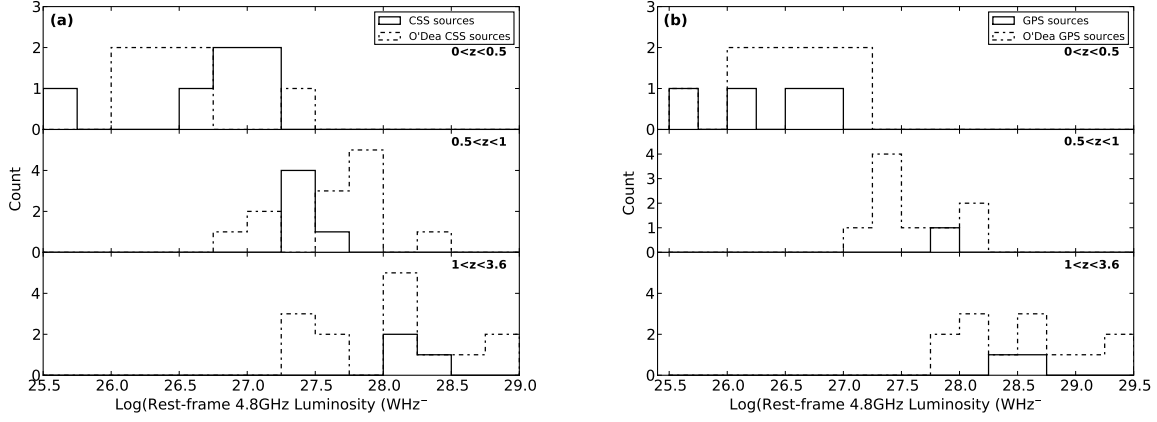 (a)
CSS sources
O'Dea CSS sources
0<z<0.5
3
2
1
0
0.5<z<1
4
2
0
1<z<3.6
4
2
0
Count
25.5 26.0 26.5 27.0 27.5 28.0 28.5 29.0
Log(Rest-frame 4.8GHz Luminosity (WHz⁻
(b)
GPS sources
O'Dea GPS sources
0<z<0.5
3
2
1
0
0.5<z<1
4
3
2
1
0
1<z<3.6
4
2
0
Count
25.5 26.0 26.5 27.0 27.5 28.0 28.5 29.0 29.5
Log(Rest-frame 4.8GHz Luminosity (WHz⁻